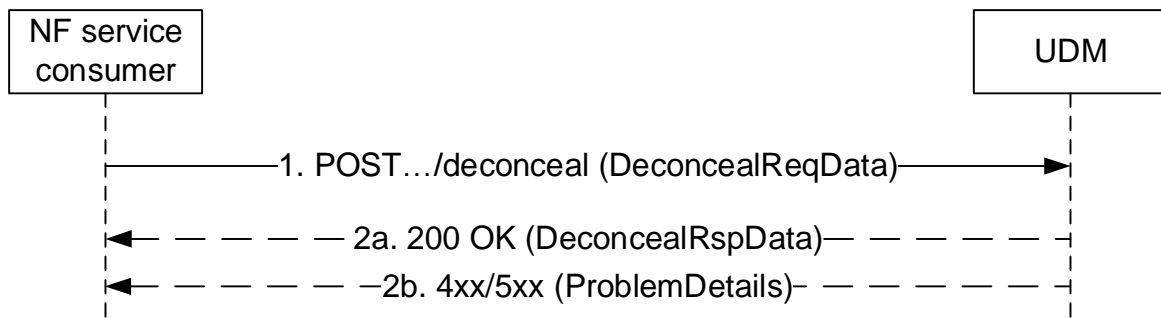 NF service
consumer
UDM
1. POST…/deconceal (DeconcealReqData)
2a. 200 OK (DeconcealRspData)
2b. 4xx/5xx (ProblemDetails)